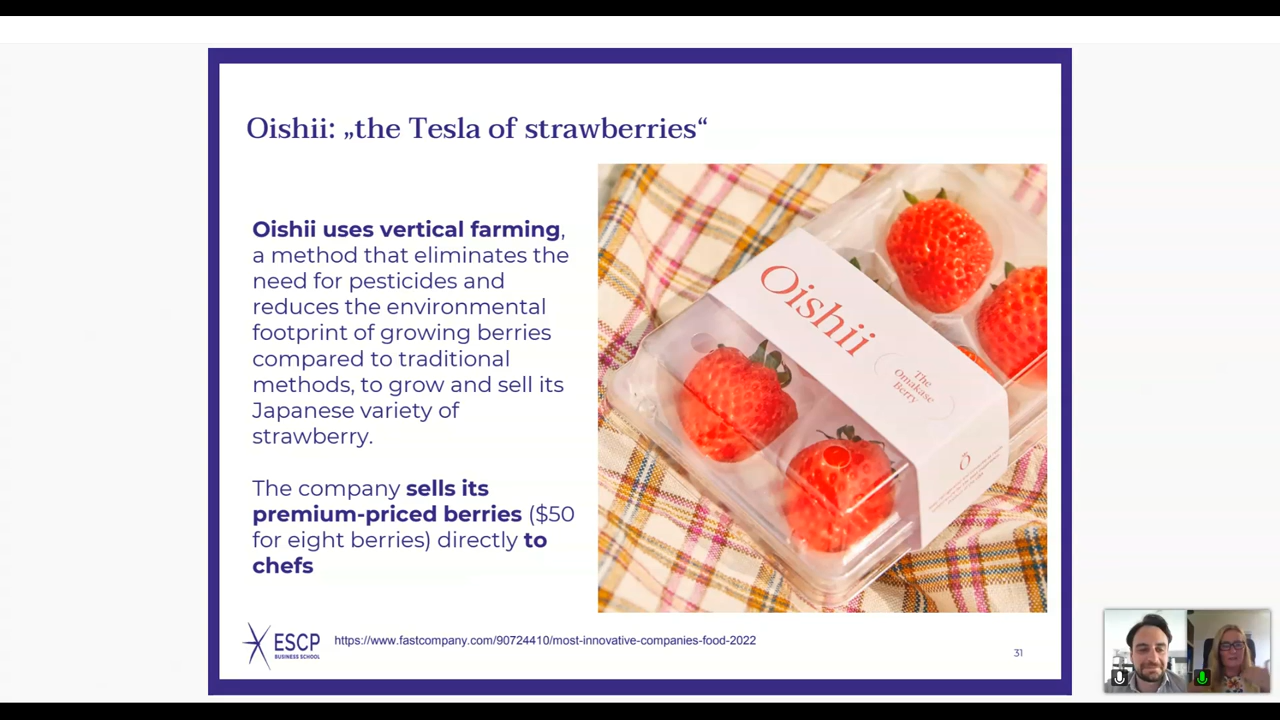 Oishii: „the Tesla of strawberries“
Oishii uses vertical farming,
a method that eliminates the
need for pesticides and
reduces the environmental
footprint of growing berries
compared to traditional
methods, to grow and sell its
Japanese variety of
strawberry.
The company sells its
premium-priced berries ($50
for eight berries) directly to
chefs
Oishii
The
Omakase
Berry
ESCP
BUSINESS SCHOOL
https://www.fastcompany.com/90724410/most-innovative-companies-food-2022
31